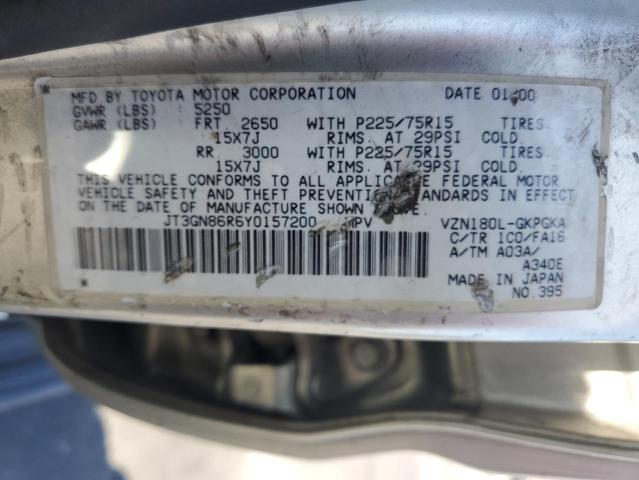 MFD BY TOYOTA MOTOR CORPORATION DATE 01 00
GVWR (LBS) : 5250
GAWR (LBS) : FRT 2650 WITH P225/75R15 TIRES.
15X7J RIMS. AT 29PSI COLD.
RR 3000 WITH P225/75R15 TIRES.
15X7J RIMS. AT 29PSI COLD.
THIS VEHICLE CONFORMS TO ALL APPLICABLE FEDERAL MOTOR
VEHICLE SAFETY AND THEFT PREVENTION STANDARDS IN EFFECT
ON THE DATE OF MANUFACTURE SHOWN
JT3GN86R6Y0157200 MPV VZN180L-GKPGKA
C/TR 1C0/FA16
A/TM A03A/
A340E
MADE IN JAPAN
NO.395